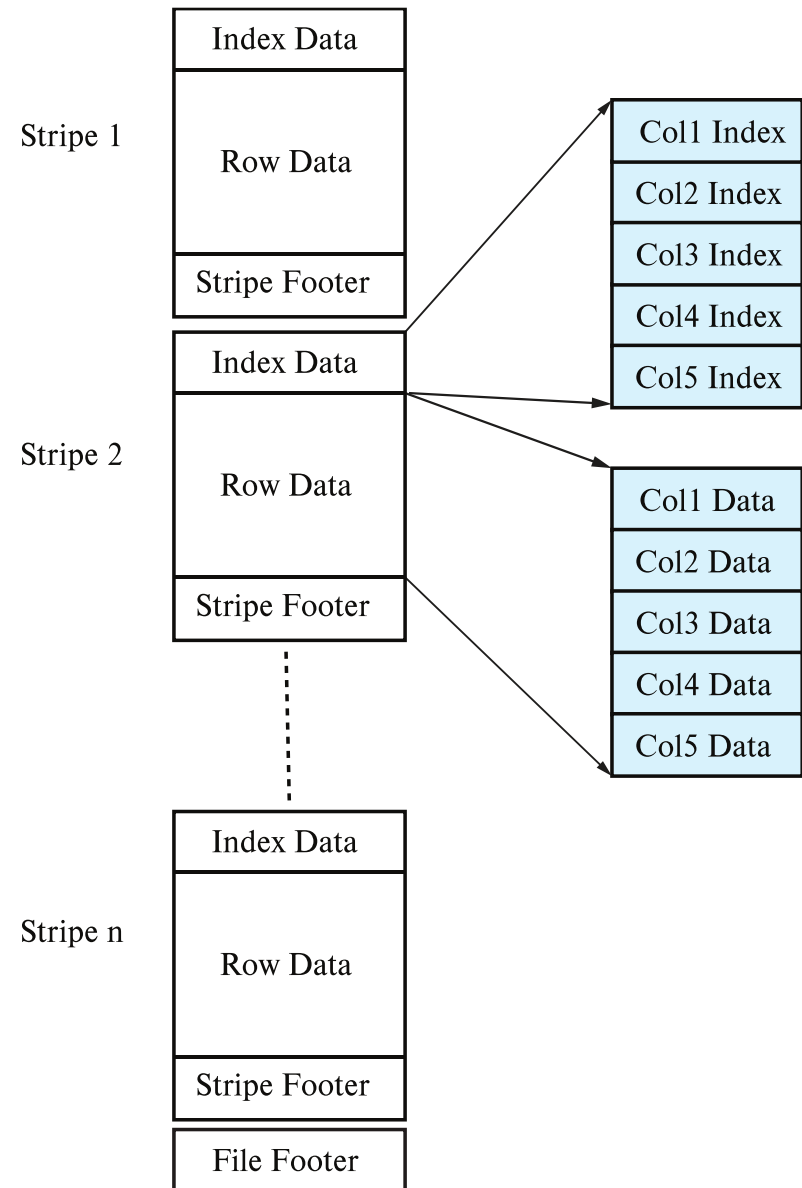 Index Data
Stripe 1
Row Data
Stripe Footer
Index Data
Stripe 2
Row Data
Stripe Footer
Col1 Index
Col2 Index
Col3 Index
Col4 Index
Col5 Index
Col1 Data
Col2 Data
Col3 Data
Col4 Data
Col5 Data
Index Data
Stripe n
Row Data
Stripe Footer
File Footer